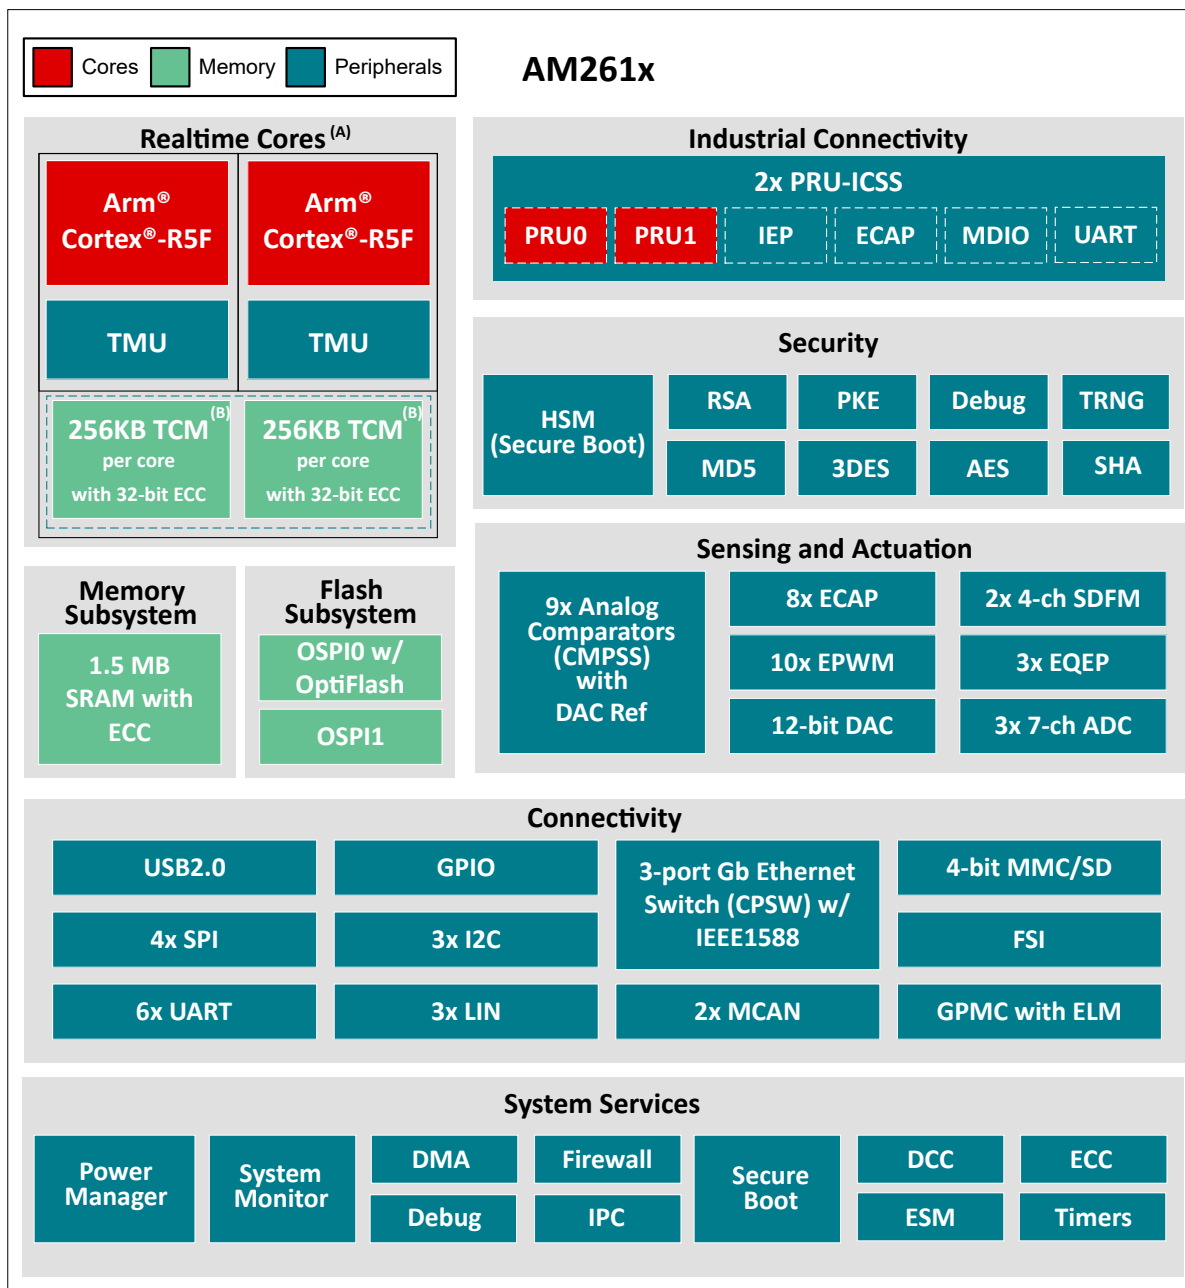 Cores
Memory
Peripherals
AM261x
Realtime Cores (A)
Arm®
Cortex®-R5F
Arm®
Cortex®-R5F
TMU
TMU
256KB TCM (B)
per core
with 32-bit ECC
256KB TCM (B)
per core
with 32-bit ECC
Industrial Connectivity
2x PRU-ICSS
PRU0
PRU1
IEP
ECAP
MDIO
UART
Security
HSM
(Secure Boot)
RSA
PKE
Debug
TRNG
MD5
3DES
AES
SHA
Memory
Subsystem
1.5 MB
SRAM with
ECC
Flash
Subsystem
OSPI0 w/
OptiFlash
OSPI1
Sensing and Actuation
9x Analog
Comparators
(CMPSS)
with
DAC Ref
8x ECAP
2x 4-ch SDFM
10x EPWM
3x EQEP
12-bit DAC
3x 7-ch ADC
Connectivity
USB2.0
GPIO
3-port Gb Ethernet
Switch (CPSW) w/
IEEE1588
4-bit MMC/SD
4x SPI
3x I2C
FSI
6x UART
3x LIN
2x MCAN
GPMC with ELM
System Services
Power
Manager
System
Monitor
DMA
Firewall
Secure
Boot
DCC
ECC
Debug
IPC
ESM
Timers